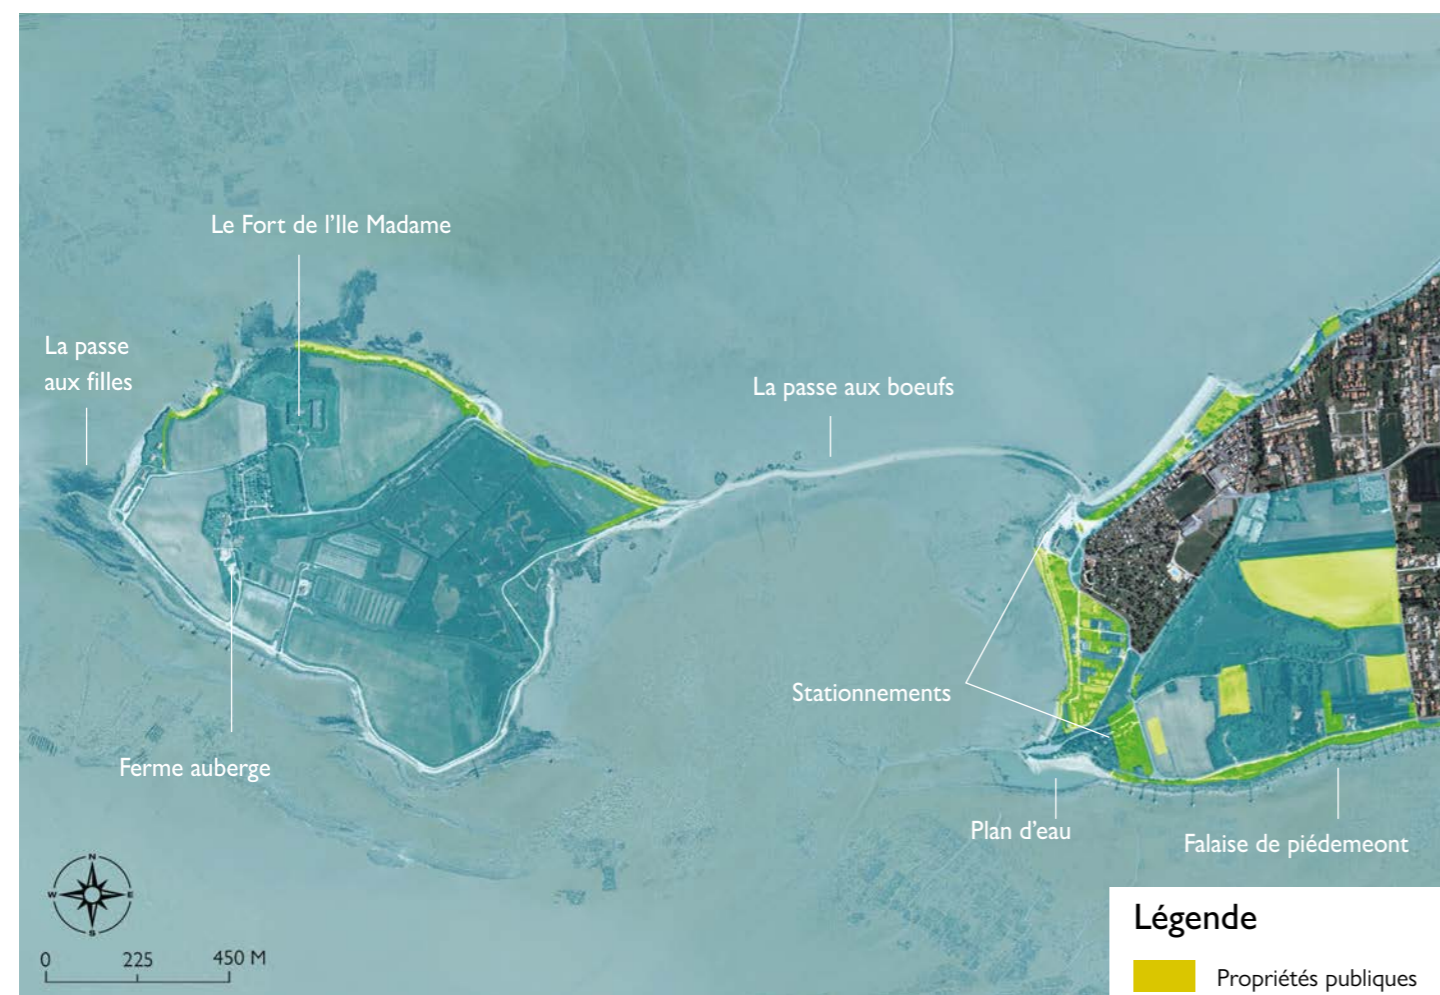 Le Fort de l'Ile Madame
La passe
aux filles
La passe aux boeufs
Stationnements
Ferme auberge
Plan d'eau
Falaise de piédemeont
N
W
E
S
0
225
450 M
Légende
Propriétés publiques